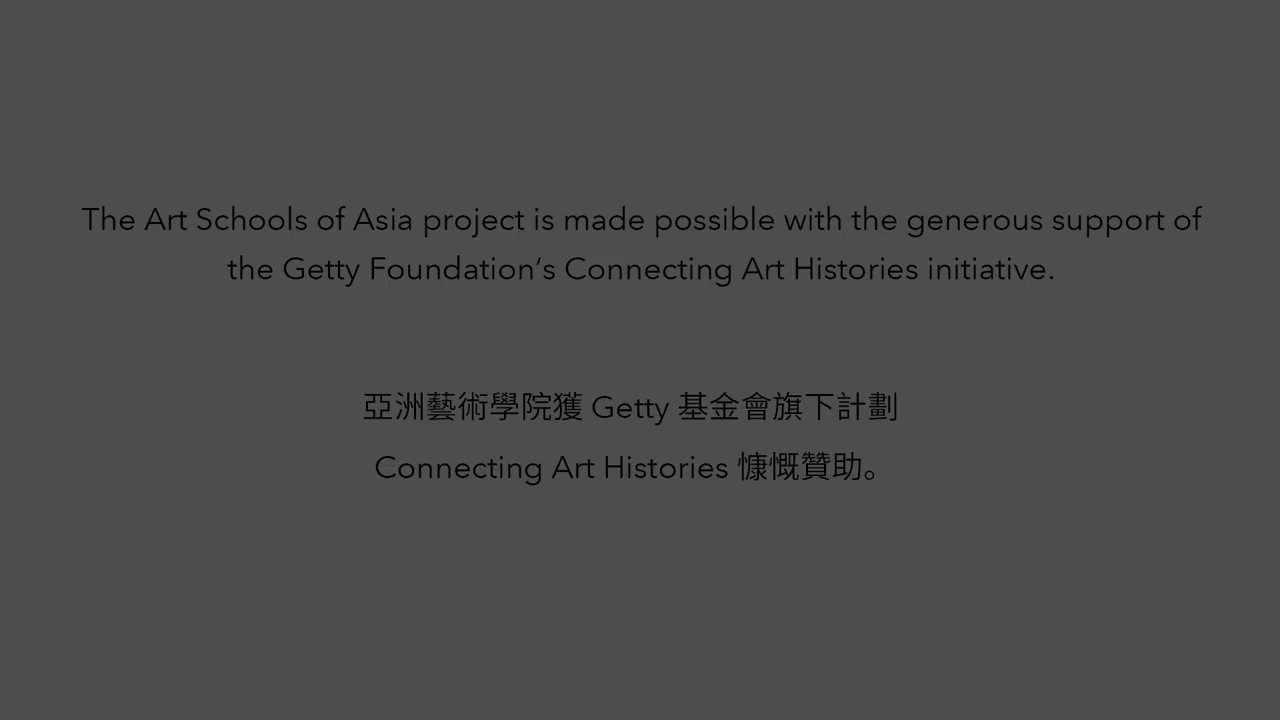 The Art Schools of Asia project is made possible with the generous support of
the Getty Foundation’s Connecting Art Histories initiative.
亞洲藝術學院獲 Getty 基金會旗下計劃
Connecting Art Histories 慷慨贊助。